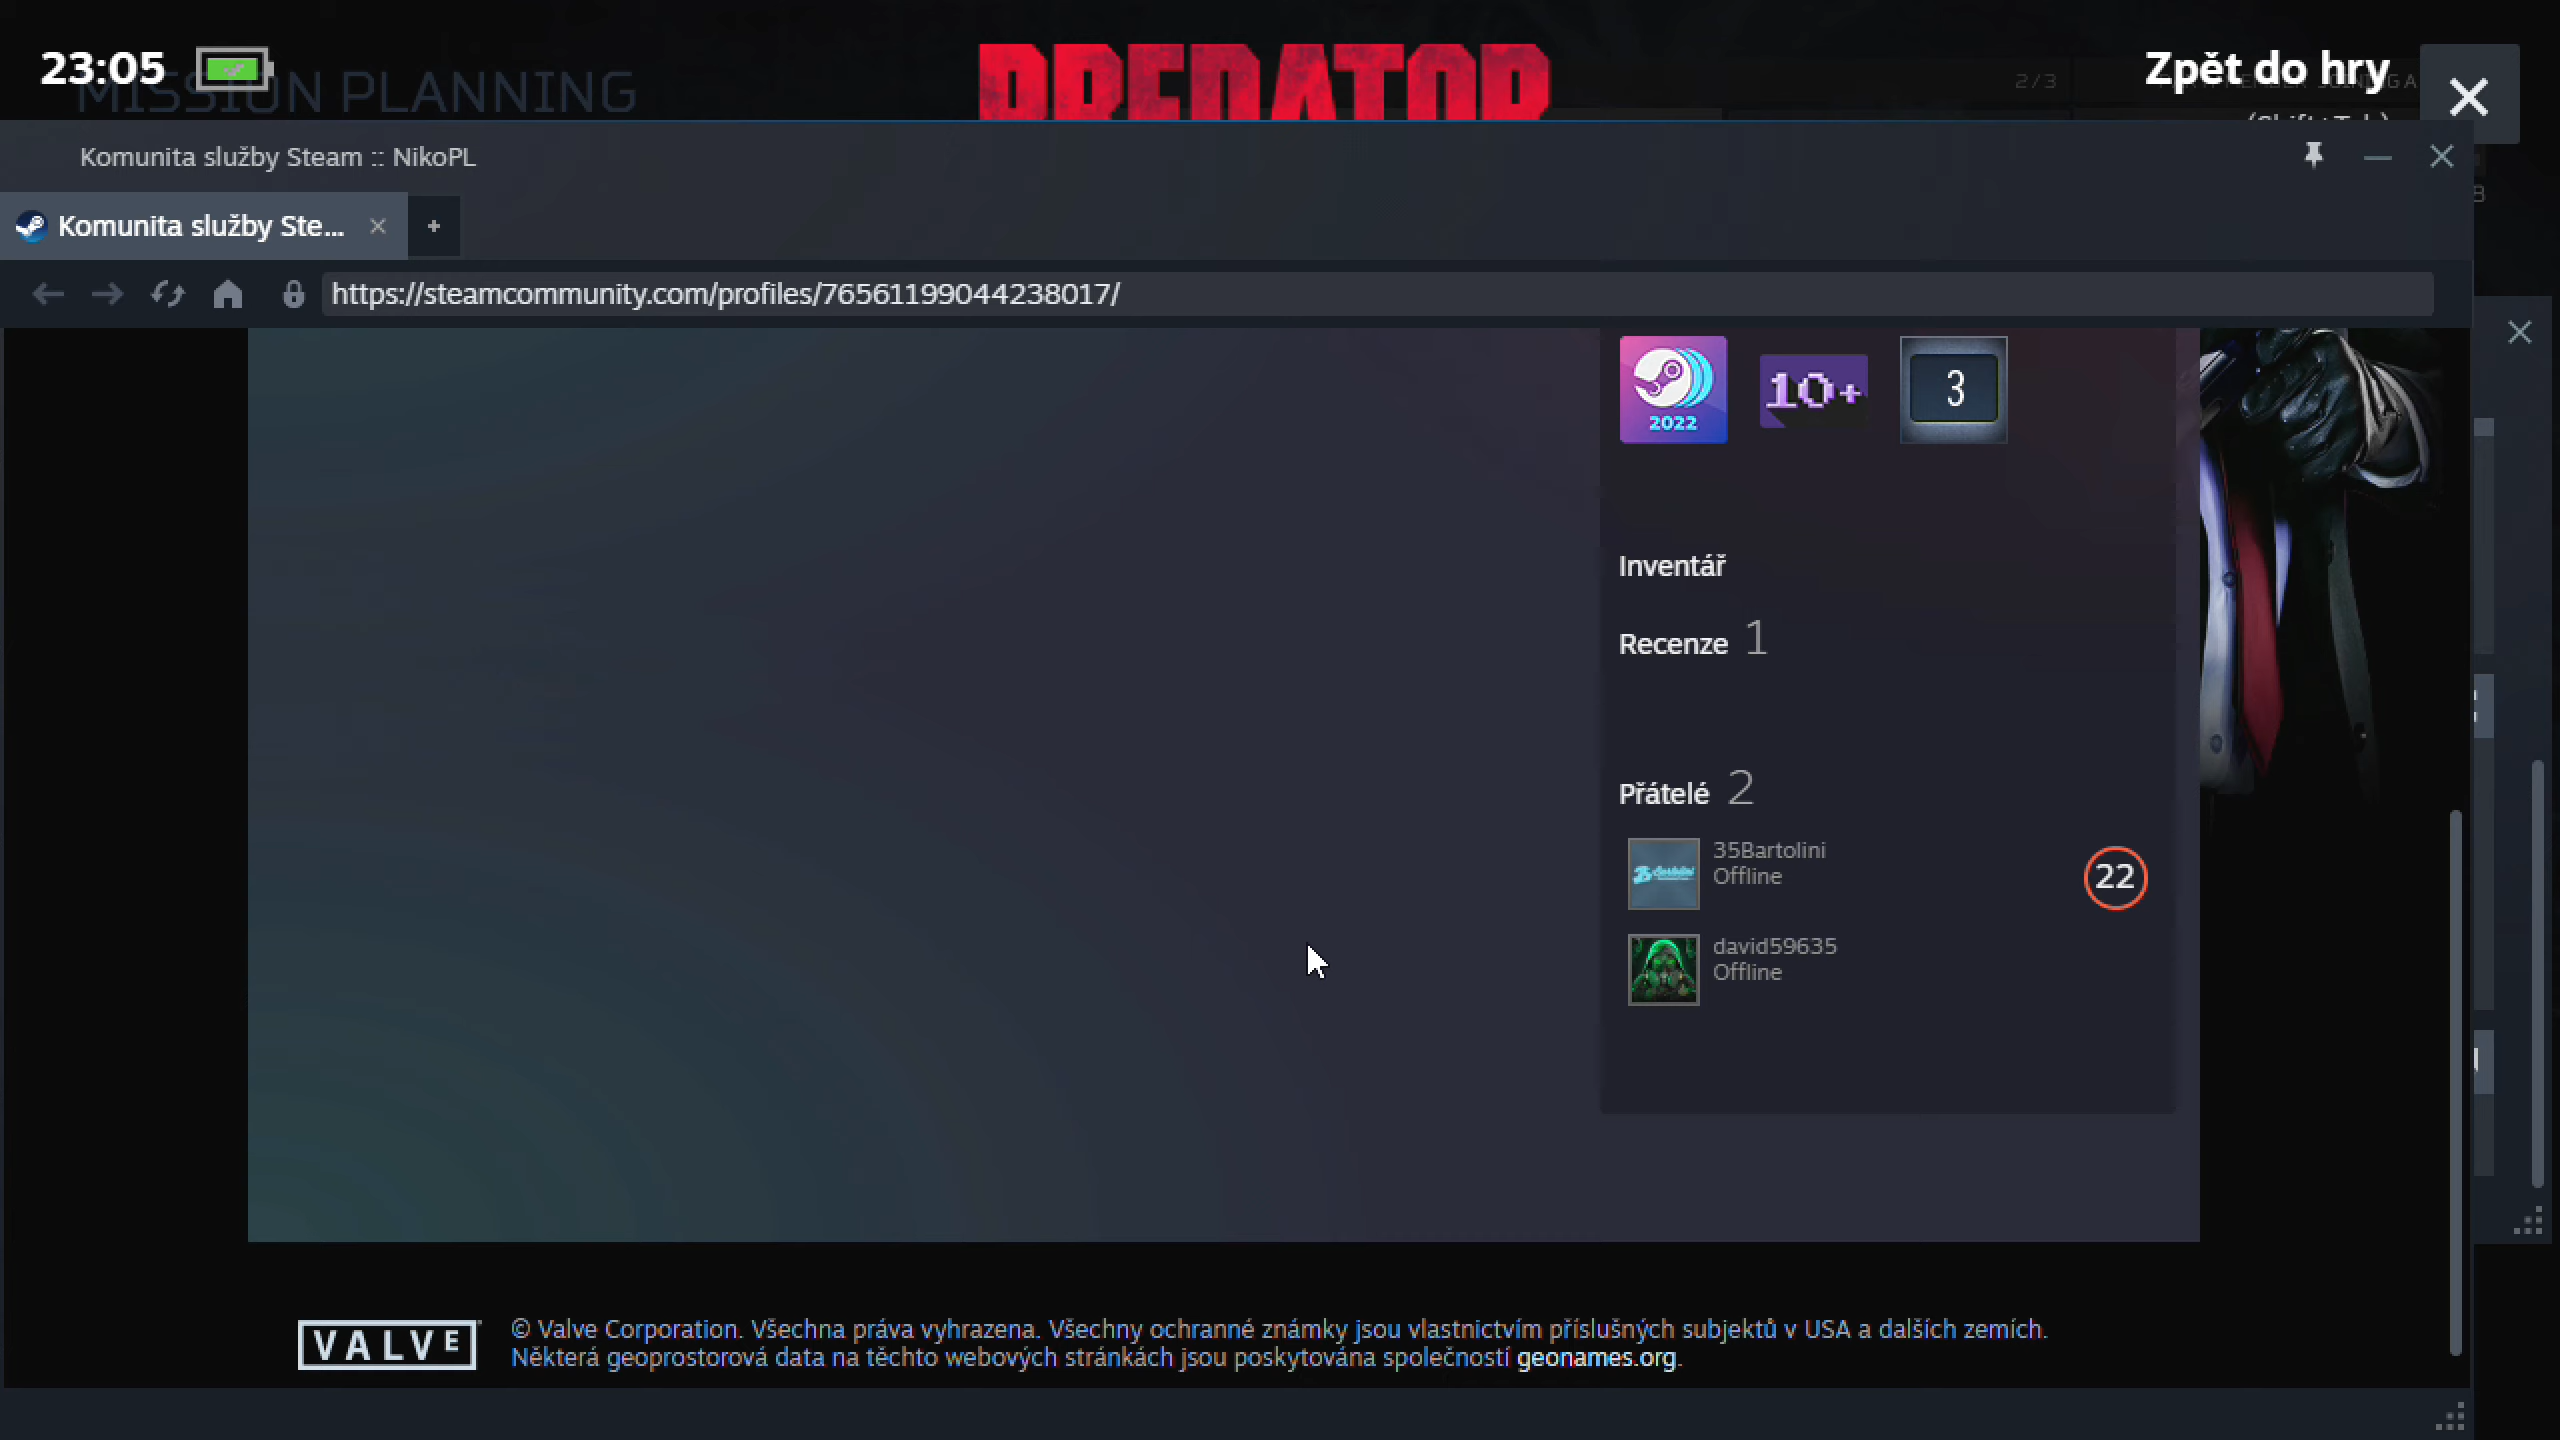 23:05
MISSION PLANNING
PREDATOR
2/3
Zpět do hry
Komunita služby Steam :: NikoPL
Komunita služby Ste...
https://steamcommunity.com/profiles/76561199044238017/
2022
10+
3
Inventář
Recenze 1
Přátelé 2
35Bartolini
Offline
22
david59635
Offline
VALVE
© Valve Corporation. Všechna práva vyhrazena. Všechny ochranné známky jsou vlastnictvím příslušných subjektů v USA a dalších zemích.
Některá geoprostorová data na těchto webových stránkách jsou poskytována společností geonames.org.